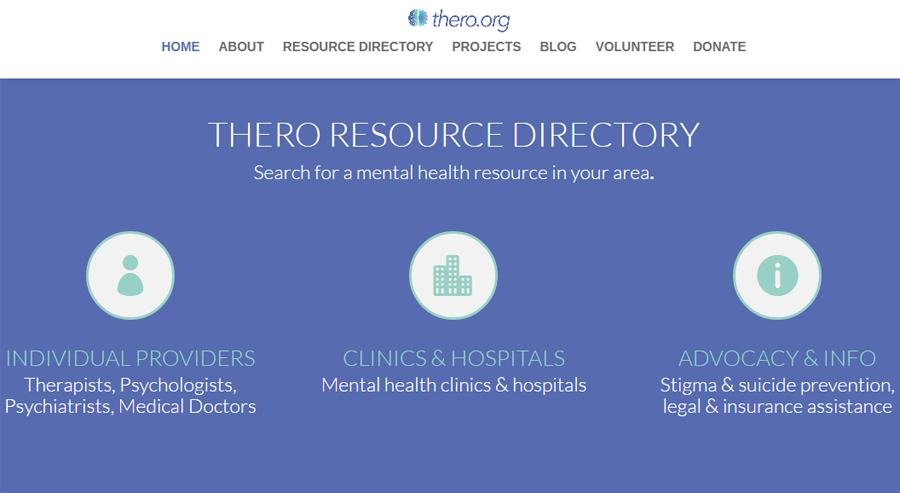 thero.org
HOME ABOUT RESOURCE DIRECTORY PROJECTS BLOG VOLUNTEER DONATE
THERO RESOURCE DIRECTORY
Search for a mental health resource in your area.
INDIVIDUAL PROVIDERS
Therapists, Psychologists,
Psychiatrists, Medical Doctors
CLINICS & HOSPITALS
Mental health clinics & hospitals
ADVOCACY & INFO
Stigma & suicide prevention,
legal & insurance assistance